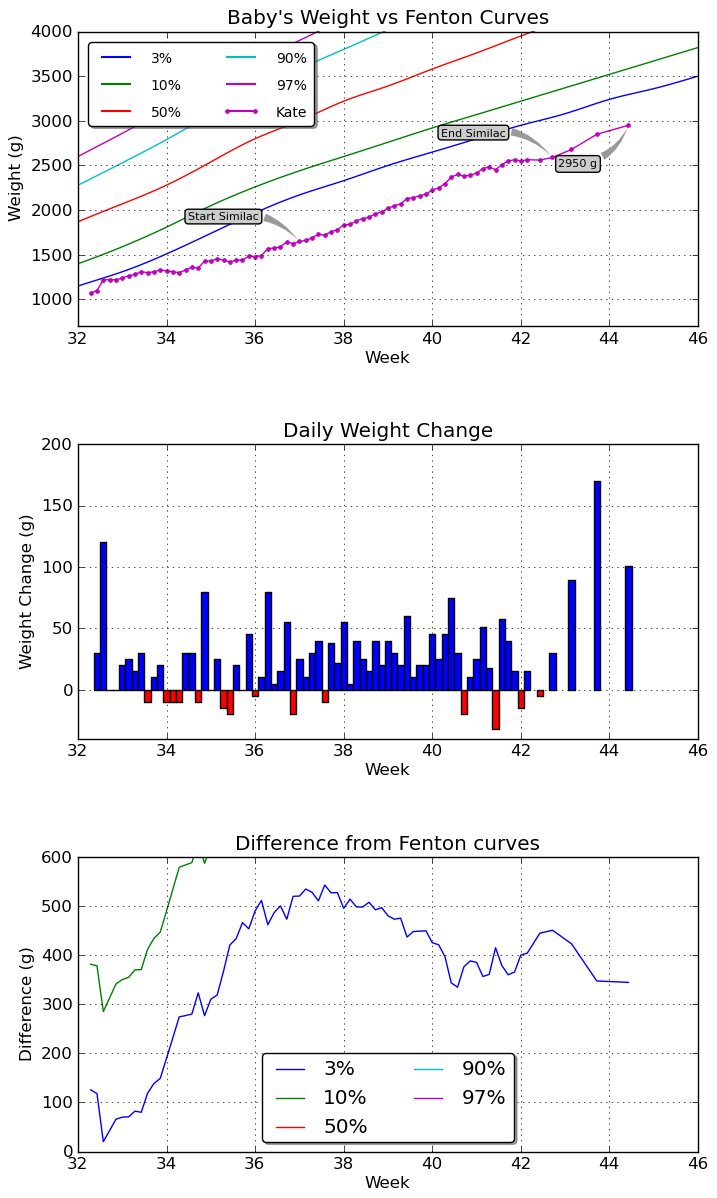 Baby's Weight vs Fenton Curves
4000
3500
3000
2500
2000
1500
1000
Weight (g)
3% 90%
10% 97%
50% Kate
End Similac
2950 g
Start Similac
32 34 36 38 40 42 44 46
Week
Daily Weight Change
200
150
100
50
0
Weight Change (g)
32 34 36 38 40 42 44 46
Week
Difference from Fenton curves
600
500
400
300
200
100
0
Difference (g)
3% 90%
10% 97%
50%
32 34 36 38 40 42 44 46
Week